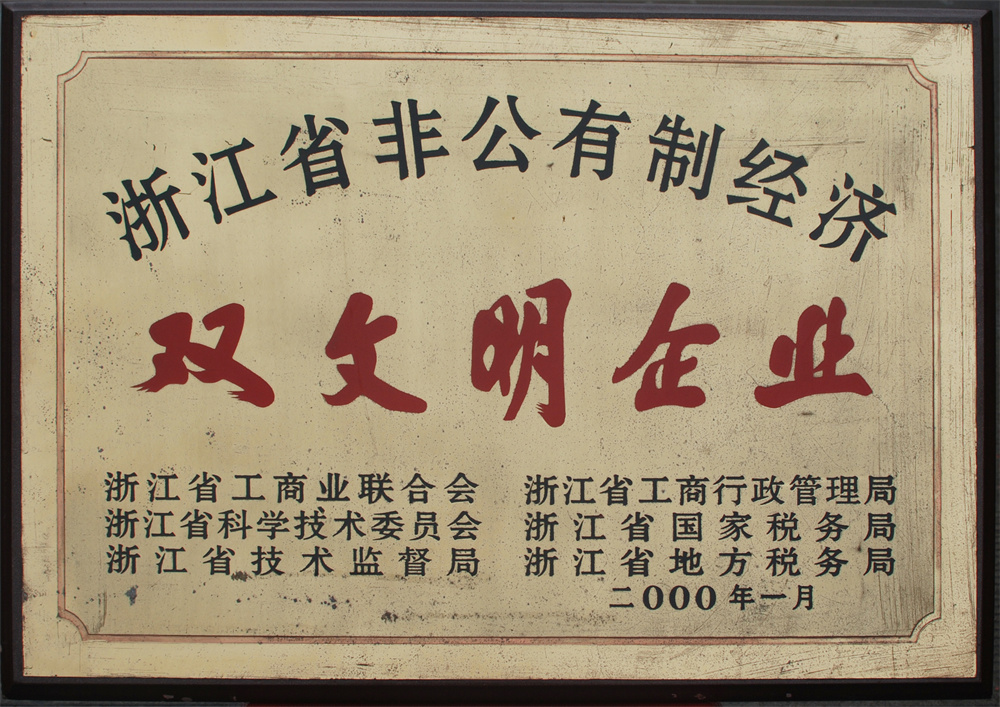 浙江省非公有制经济
双文明企业
浙江省工商业联合会
浙江省科学技术委员会
浙江省技术监督局
浙江省工商行政管理局
浙江省国家税务局
浙江省地方税务局
二000年一月